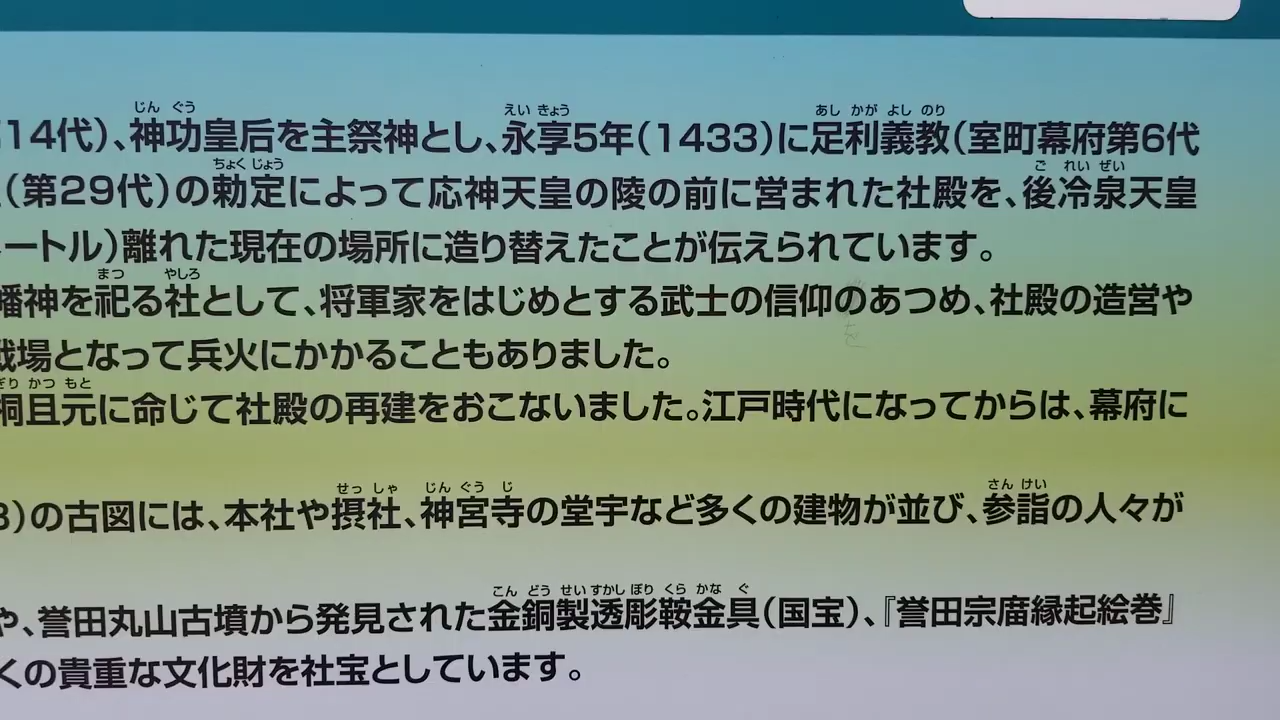 14代)、神功皇后を主祭神とし、永享5年(1433)に足利義教(室町幕府第6代
(第29代)の勅定によって応神天皇の陵の前に営まれた社殿を、後冷泉天皇
ートル)離れた現在の場所に造り替えたことが伝えられています。
幡神を祀る社として、将軍家をはじめとする武士の信仰のあつめ、社殿の造営や
戦場となって兵火にかかることもありました。
桐且元に命じて社殿の再建をおこないました。江戸時代になってからは、幕府に
)の古図には、本社や摂社、神宮寺の堂宇など多くの建物が並び、参詣の人々が
や、誉田丸山古墳から発見された金銅製透彫鞍金具(国宝)、『誉田宗庿縁起絵巻』
くの貴重な文化財を社宝としています。